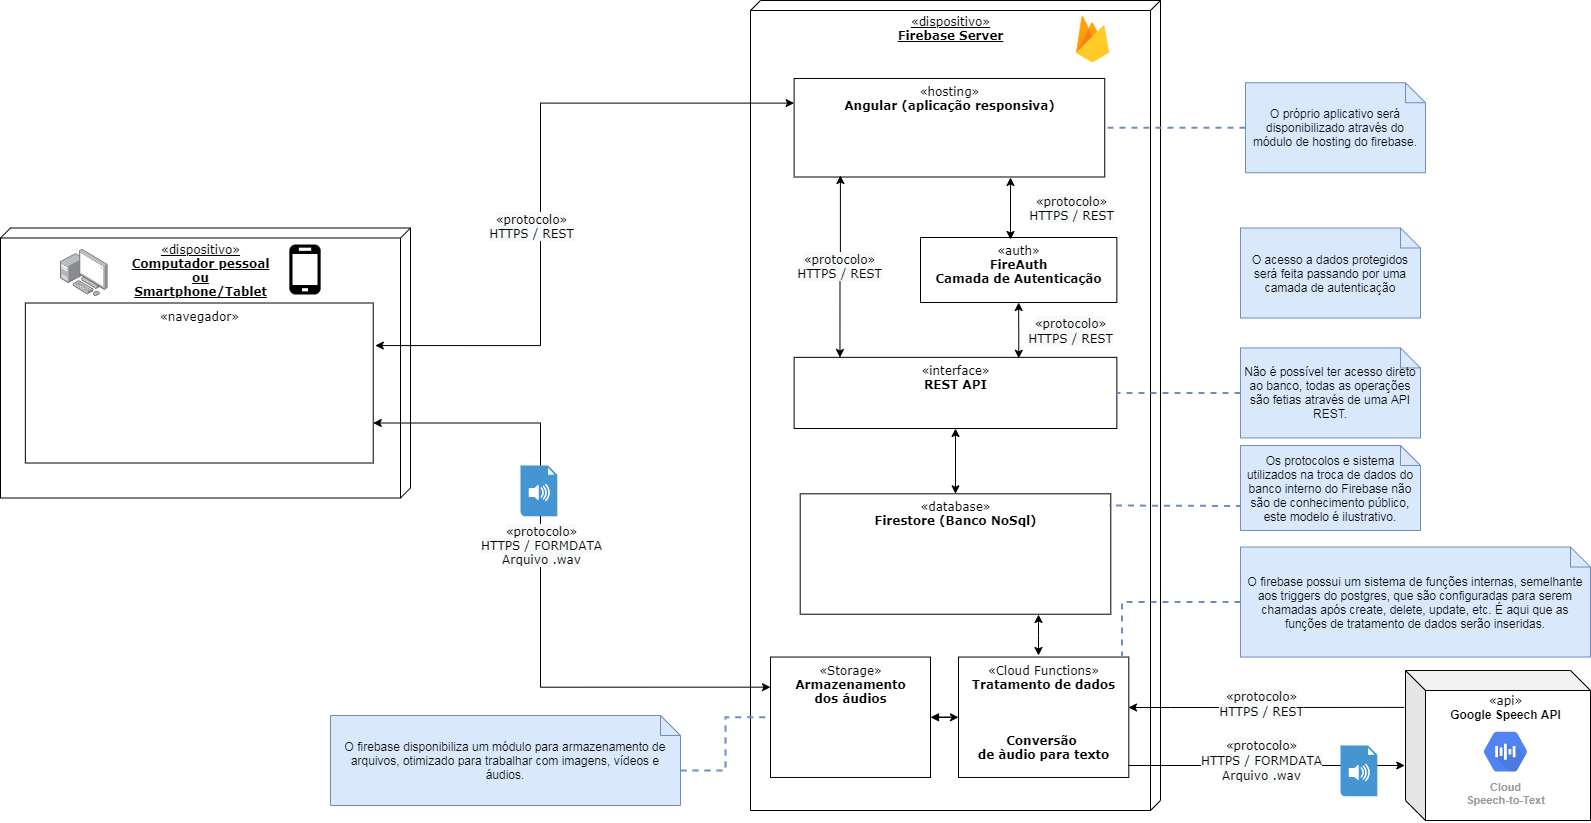 «dispositivo»
Firebase Server
«hosting»
Angular (aplicação responsiva)
O próprio aplicativo será
disponibilizado através do
módulo de hosting do firebase.
«protocolo»
HTTPS / REST
«protocolo»
HTTPS / REST
«protocolo»
HTTPS / REST
«auth»
FireAuth
Camada de Autenticação
O acesso a dados protegidos
será feita passando por uma
camada de autenticação
«dispositivo»
Computador pessoal
ou
Smartphone/Tablet
«navegador»
«protocolo»
HTTPS / REST
«interface»
REST API
Não é possível ter acesso direto
ao banco, todas as operações
são fetias através de uma API
REST.
Os protocolos e sistema
utilizados na troca de dados do
banco interno do Firebase não
são de conhecimento público,
este modelo é ilustrativo.
«database»
Firestore (Banco NoSql)
«protocolo»
HTTPS / FORMDATA
Arquivo .wav
O firebase possui um sistema de funções internas, semelhante
aos triggers do postgres, que são configuradas para serem
chamadas após create, delete, update, etc. É aqui que as
funções de tratamento de dados serão inseridas.
«Storage»
Armazenamento
dos áudios
«Cloud Functions»
Tratamento de dados
Conversão
de àudio para texto
O firebase disponibiliza um módulo para armazenamento de
arquivos, otimizado para trabalhar com imagens, vídeos e
áudios.
«protocolo»
HTTPS / REST
«protocolo»
HTTPS / FORMDATA
Arquivo .wav
«api»
Google Speech API
Cloud
Speech-to-Text